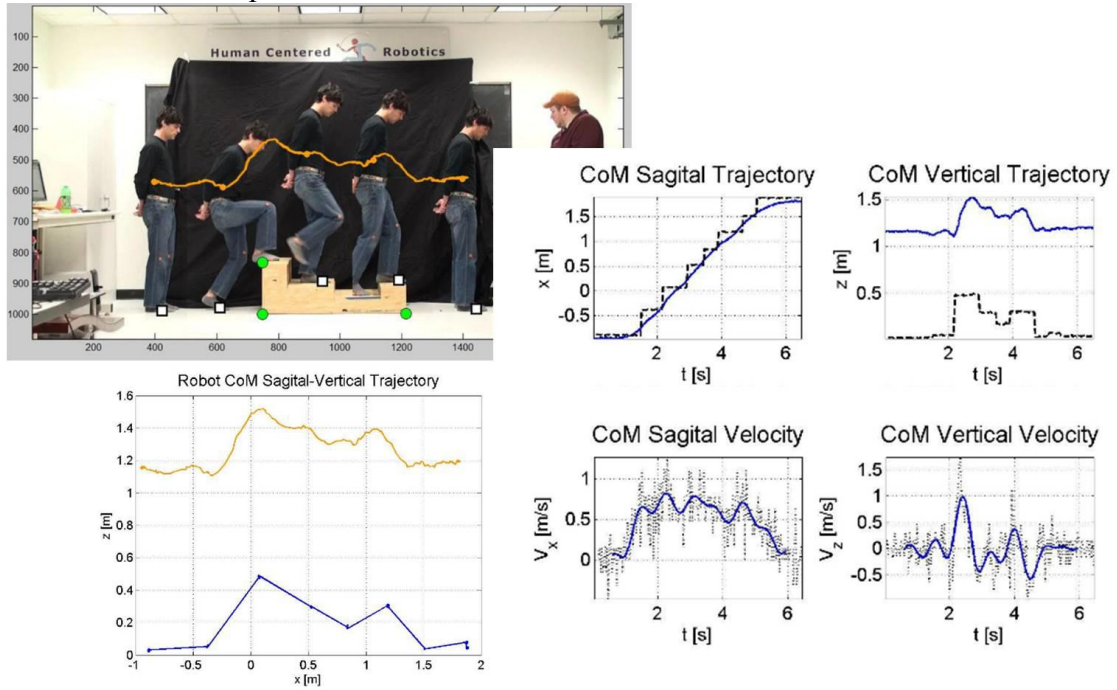 Human Centered Robotics
100
200
300
400
500
600
700
800
900
1000
200 400 600 800 1000 1200 1400
Robot CoM Sagital-Vertical Trajectory
z [m]
1.6
1.4
1.2
1
0.8
0.6
0.4
0.2
0
-1 -0.5 0 0.5 1 1.5 2
x [m]
CoM Sagital Trajectory
x [m]
1.5
1
0.5
0
-0.5
2 4 6
t [s]
CoM Vertical Trajectory
z [m]
1.5
1
0.5
2 4 6
t [s]
CoM Sagital Velocity
Vx [m/s]
1
0.5
0
2 4 6
t [s]
CoM Vertical Velocity
Vz [m/s]
1.5
1
0.5
0
-0.5
2 4 6
t [s]